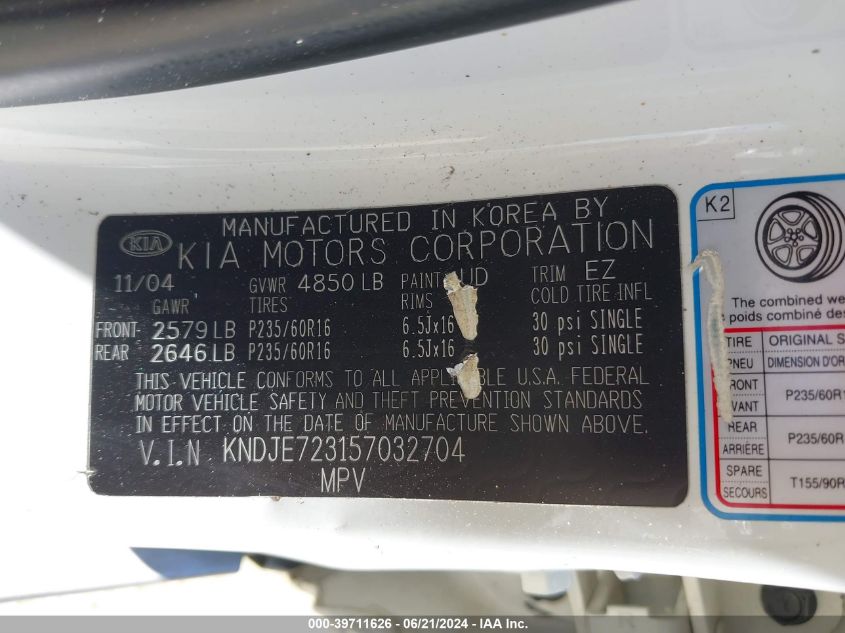 MANUFACTURED IN KOREA BY
KIA KIA MOTORS CORPORATION
11/04 GVWR 4850 LB PAINT UD TRIM EZ
GAWR TIRES RIMS COLD TIRE INFL
FRONT 2579 LB P235/60R16 6.5Jx16 30 psi SINGLE
REAR 2646 LB P235/60R16 6.5Jx16 30 psi SINGLE
THIS VEHICLE CONFORMS TO ALL APPLICABLE U.S.A. FEDERAL
MOTOR VEHICLE SAFETY AND THEFT PREVENTION STANDARDS
IN EFFECT ON THE DATE OF MANUFACTURE SHOWN ABOVE.
V.I.N KNDJE723157032704
MPV
K2
The combined we
poids combiné des
TIRE ORIGINAL S
PNEU DIMENSION D'OR
FRONT
AVANT P235/60R1
REAR
ARRIÈRE P235/60R
SPARE
SECOURS T155/90R
IAA - 39711626 - 06/21/2024 - IAAI.com